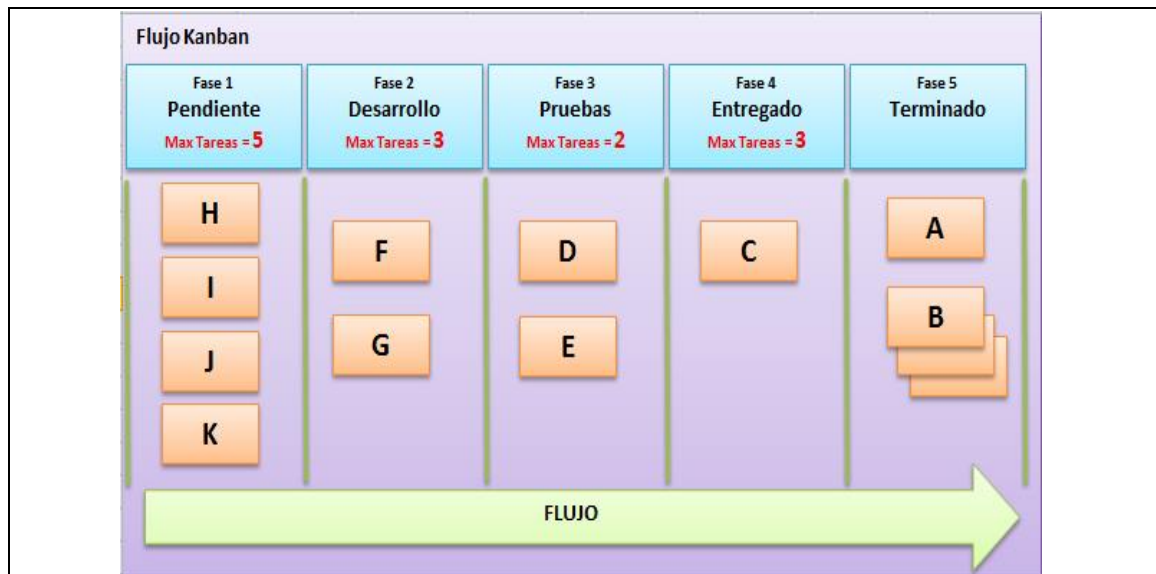 Flujo Kanban
Fase 1
Pendiente
Max Tareas = 5
Fase 2
Desarrollo
Max Tareas = 3
Fase 3
Pruebas
Max Tareas = 2
Fase 4
Entregado
Max Tareas = 3
Fase 5
Terminado
H
I
J
K
F
G
D
E
C
A
B
FLUJO